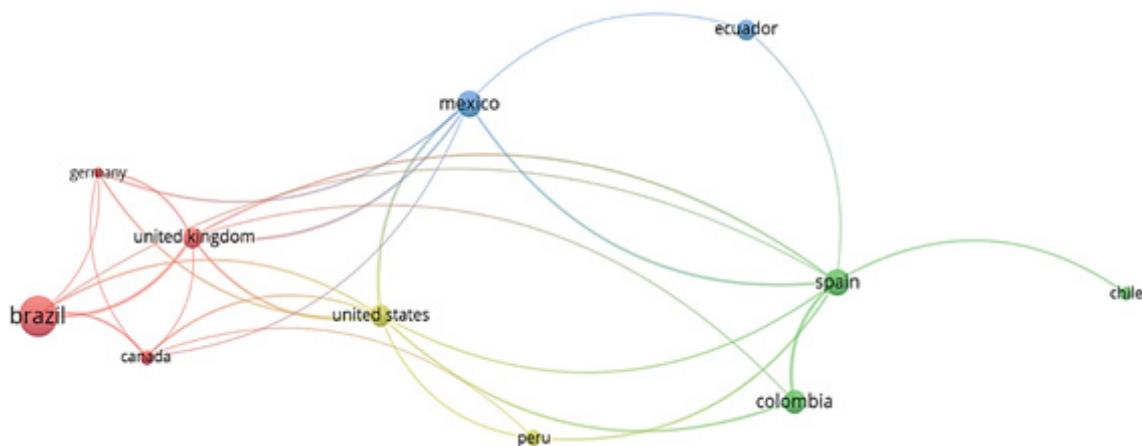 ecuador
mexico
germany
united kingdom
spain
chile
brazil
united states
canada
colombia
peru